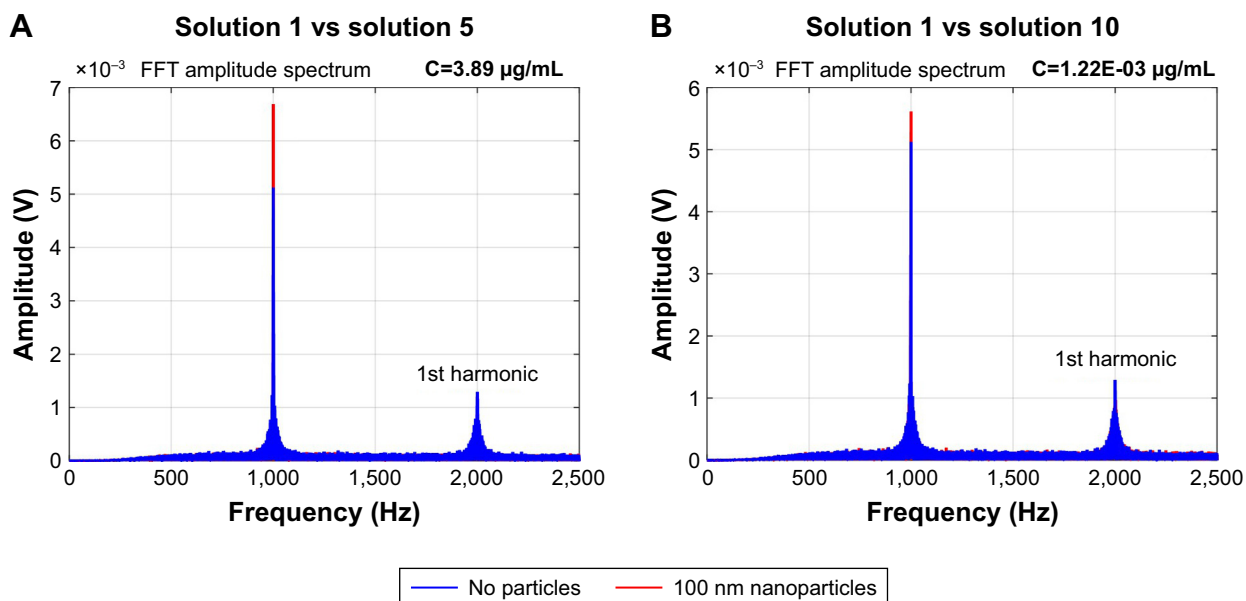 A
Solution 1 vs solution 5
×10⁻³ FFT amplitude spectrum C=3.89 µg/mL
7
6
5
4
3
2
1
0
Amplitude (V)
0 500 1,000 1,500 2,000 2,500
Frequency (Hz)
1st harmonic
B
Solution 1 vs solution 10
×10⁻³ FFT amplitude spectrum C=1.22E-03 µg/mL
6
5
4
3
2
1
0
Amplitude (V)
0 500 1,000 1,500 2,000 2,500
Frequency (Hz)
1st harmonic
No particles 100 nm nanoparticles